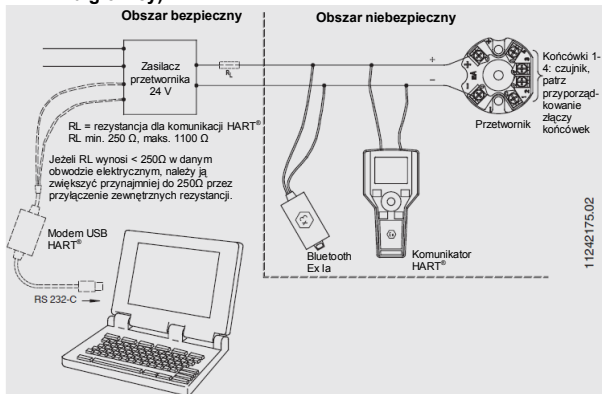 Obszar bezpieczny
Obszar niebezpieczny
Zasilacz
przetwornika
24 V
RL
+
−
+
−
mA
Końcówki 1-
4: czujnik,
patrz
przyporząd-
kowanie
złączy
końcówek
Przetwornik
RL = rezystancja dla komunikacji HART®
RL min. 250 Ω, maks. 1100 Ω
Jeżeli RL wynosi < 250Ω w danym
obwodzie elektrycznym, należy ją
zwiększyć przynajmniej do 250Ω przez
przyłączenie zewnętrznych rezystancji.
Modem USB
HART®
RS 232-C
Bluetooth
Ex Ia
Komunikator
HART®
11242175.02